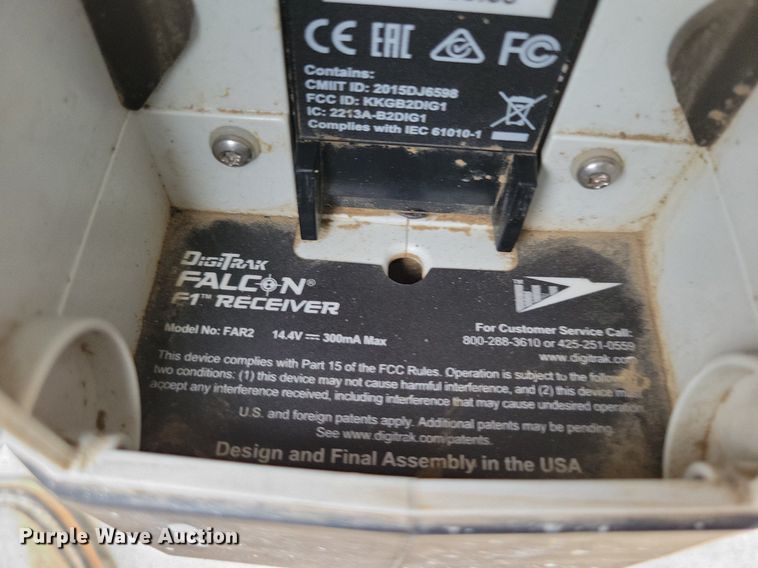 CE EAC FC
Contains:
CMIIT ID: 2015DJ6598
FCC ID: KKGB2DIG1
IC: 2213A-B2DIG1
Complies with IEC 61010-1
DIGITRAK
FALCON®
F1™ RECEIVER
Model No: FAR2 14.4V 300mA Max
For Customer Service Call:
800-288-3610 or 425-251-0559
www.digitrak.com
This device complies with Part 15 of the FCC Rules. Operation is subject to the following
two conditions: (1) this device may not cause harmful interference, and (2) this device must
accept any interference received, including interference that may cause undesired operation
U.S. and foreign patents apply. Additional patents may be pending.
See www.digitrak.com/patents.
Design and Final Assembly in the USA
Purple Wave Auction